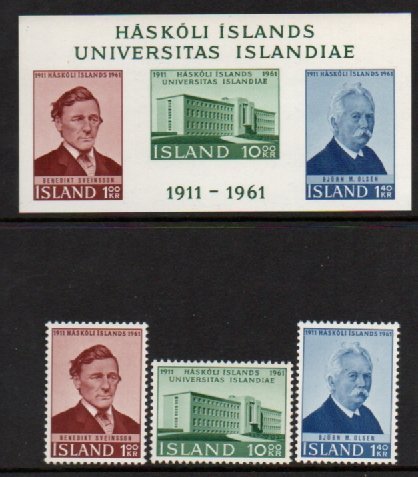 HÁSKÓLI ÍSLANDS
UNIVERSITAS ISLANDIAE
1911 HÁSKÓLI ÍSLANDS 1961
BENEDIKT SVEINSSON
ÍSLAND 1.00 KR
1911 HÁSKÓLI ÍSLANDS 1961
UNIVERSITAS ISLANDIAE
ÍSLAND 10.00 KR
1911 HÁSKÓLI ÍSLANDS 1961
BJÖRN M. ÓLSEN
ÍSLAND 1.40 KR
1911 - 1961
1911 HÁSKÓLI ÍSLANDS 1961
BENEDIKT SVEINSSON
ÍSLAND 1.00 KR
1911 HÁSKÓLI ÍSLANDS 1961
UNIVERSITAS ISLANDIAE
ÍSLAND 10.00 KR
1911 HÁSKÓLI ÍSLANDS 1961
BJÖRN M. ÓLSEN
ÍSLAND 1.40 KR